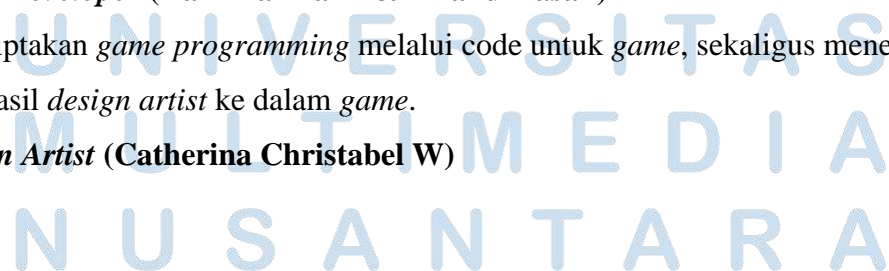 UNIVERSITAS
ptakan game programming melalui code untuk game, sekaligus mene
asil design artist ke dalam game.
n Artist (Catherina Christabel W)
MULTIMEDIA
NUSANTARA